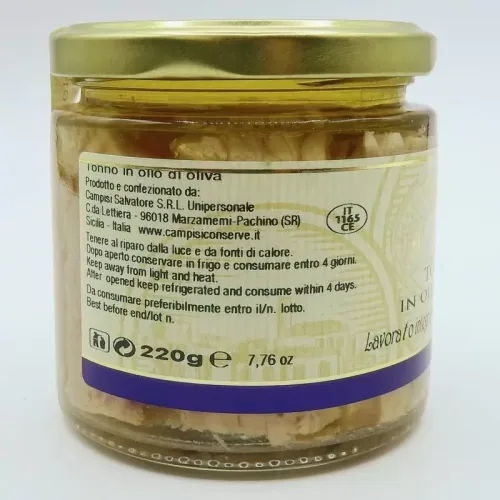 Tonno in olio di oliva
Prodotto e confezionato da:
Campisi Salvatore S.R.L. Unipersonale
C.da Lettiera - 96018 Marzamemi-Pachino (SR)
Sicilia - Italia www.campisiconserve.it
Tenere al riparo dalla luce e da fonti di calore.
Dopo aperto conservare in frigo e consumare entro 4 giorni.
Keep away from light and heat.
After opened keep refrigerated and consume within 4 days.
Da consumare preferibilmente entro il/n. lotto.
Best before end/lot n.
220g ℮ 7,76 oz
IT
1165
CE
IN O